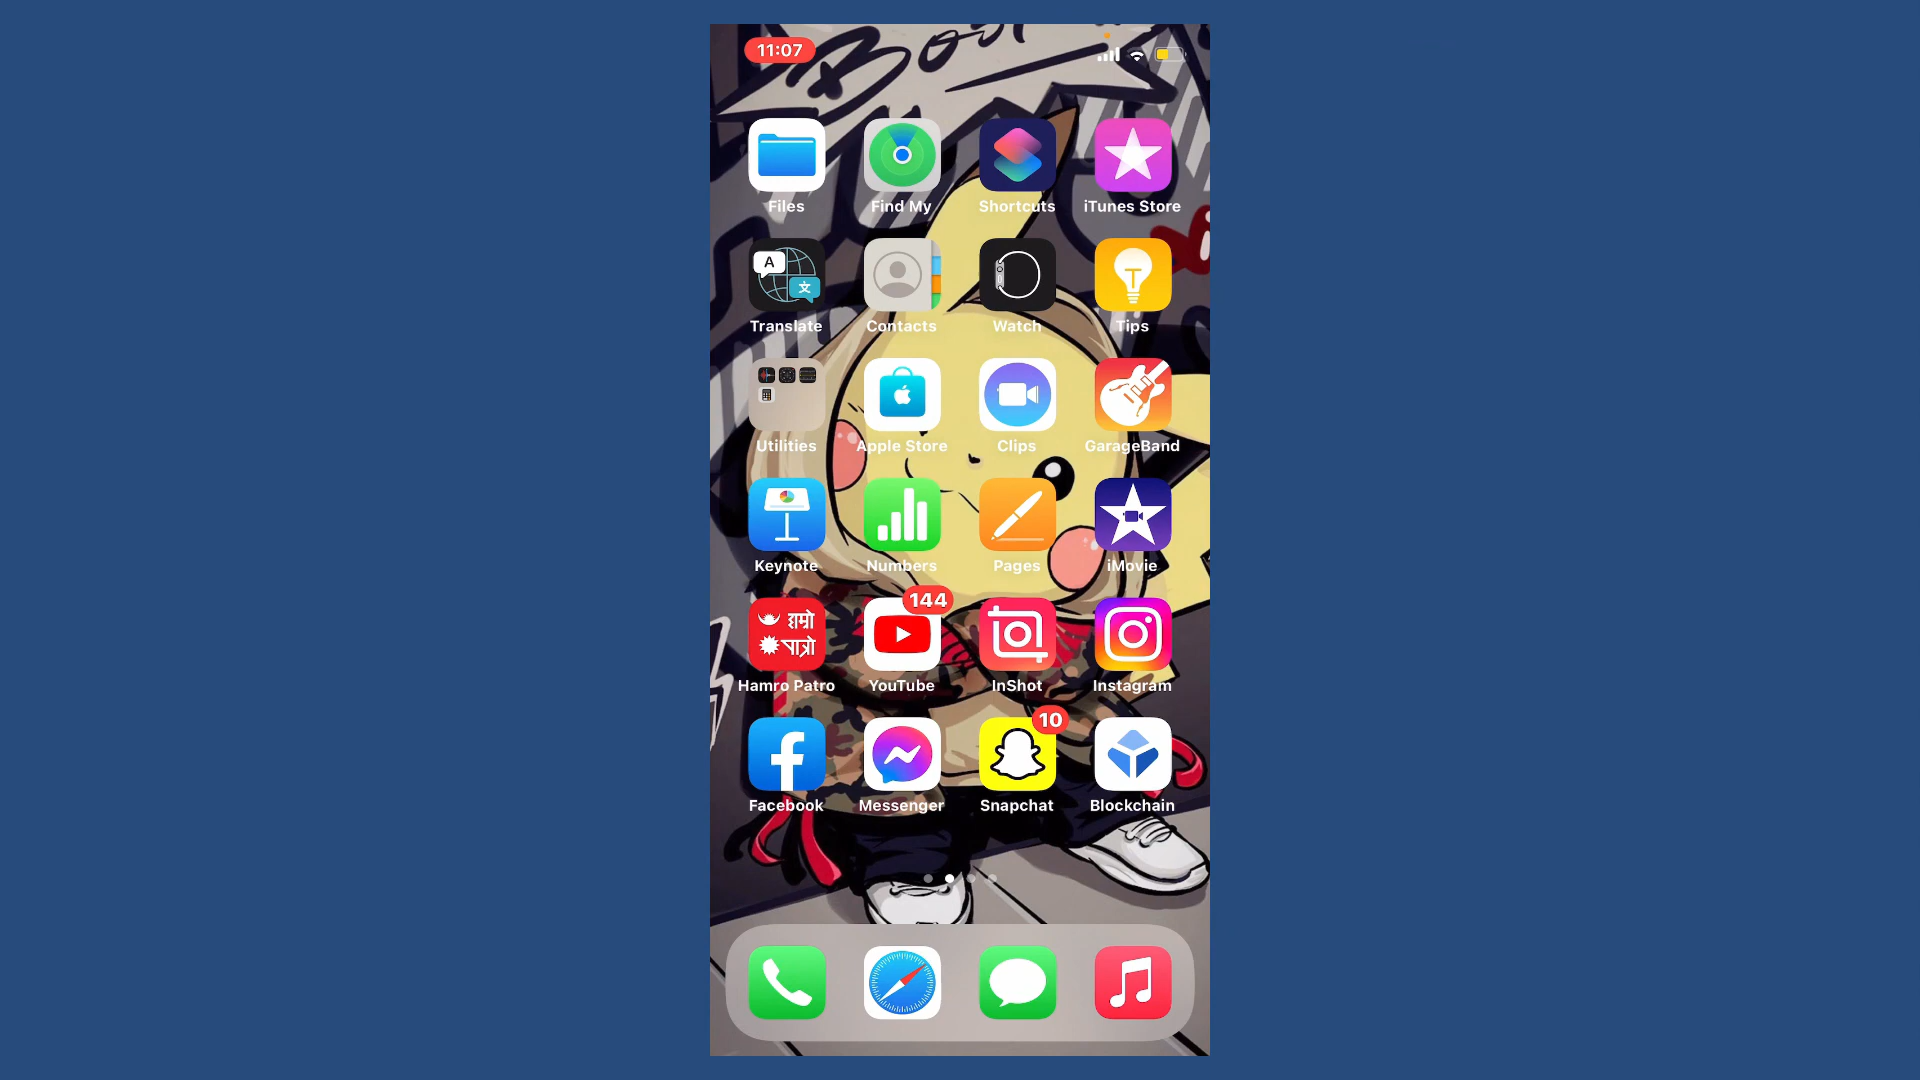 11:07
Files Find My Shortcuts iTunes Store
A 文
Translate Contacts Watch Tips
Utilities Apple Store Clips GarageBand
Keynote Numbers Pages iMovie
144
हाम्रो
पात्रो
Hamro Patro YouTube InShot Instagram
10
Facebook Messenger Snapchat Blockchain